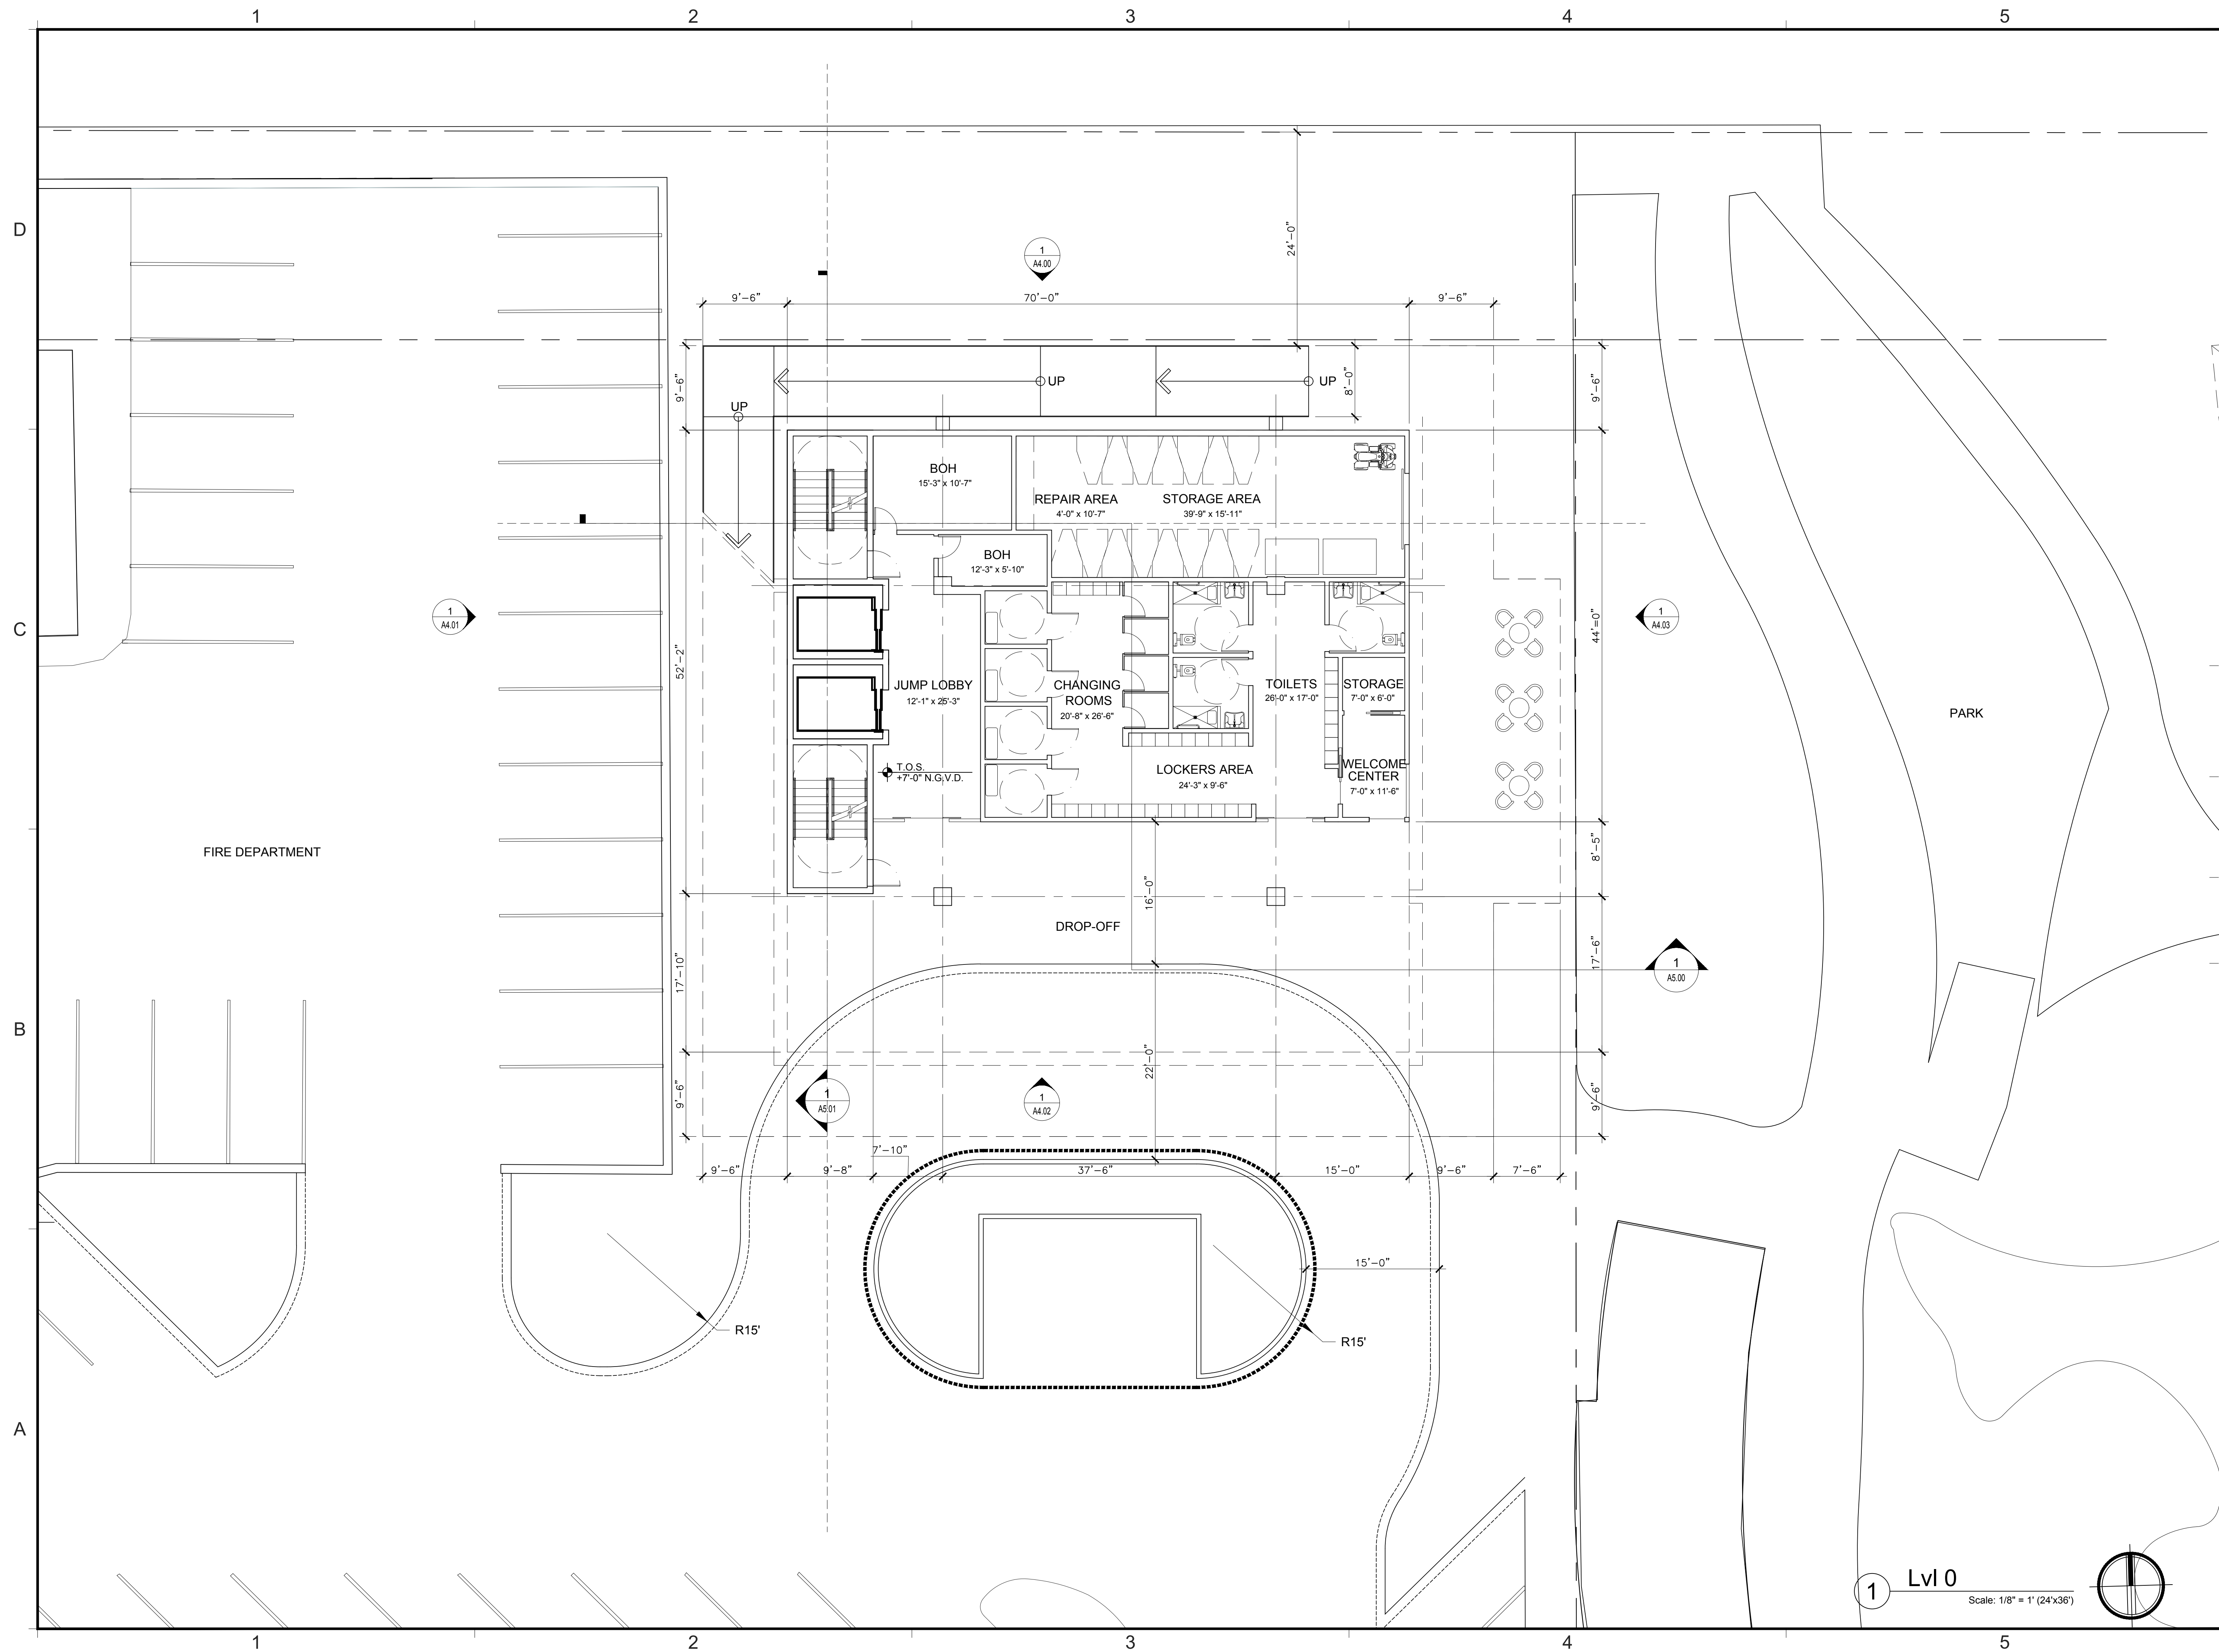 1 2 3 4 5
D
24'-0"
1
A4.00
9'-6" 70'-0" 9'-6"
9'-6" UP UP 8'-0" 9'-6"
UP
BOH
15'-3" x 10'-7"
REPAIR AREA
4'-0" x 10'-7"
STORAGE AREA
39'-9" x 15'-11"
BOH
12'-3" x 5'-10"
C
1
A4.01
1
A4.03
52'-2"
44'=0"
JUMP LOBBY
12'-1" x 25'-3"
CHANGING
ROOMS
20'-8" x 26'-6"
TOILETS
26'-0" x 17'-0"
STORAGE
7'-0" x 6'-0"
PARK
T.O.S.
+7'-0" N.G.V.D.
LOCKERS AREA
24'-3" x 9'-6"
WELCOME
CENTER
7'-0" x 11'-6"
FIRE DEPARTMENT
8'-5"
16'-0"
DROP-OFF
17'-10"
17'-6"
1
A5.00
B
22'-0"
9'-6"
1
A5.01
1
A4.02
9'-6"
7'-10"
9'-6" 9'-8" 37'-6" 15'-0" 9'-6" 7'-6"
15'-0"
R15'
R15'
A
1
Lvl 0
Scale: 1/8" = 1' (24'x36')
1 2 3 4 5